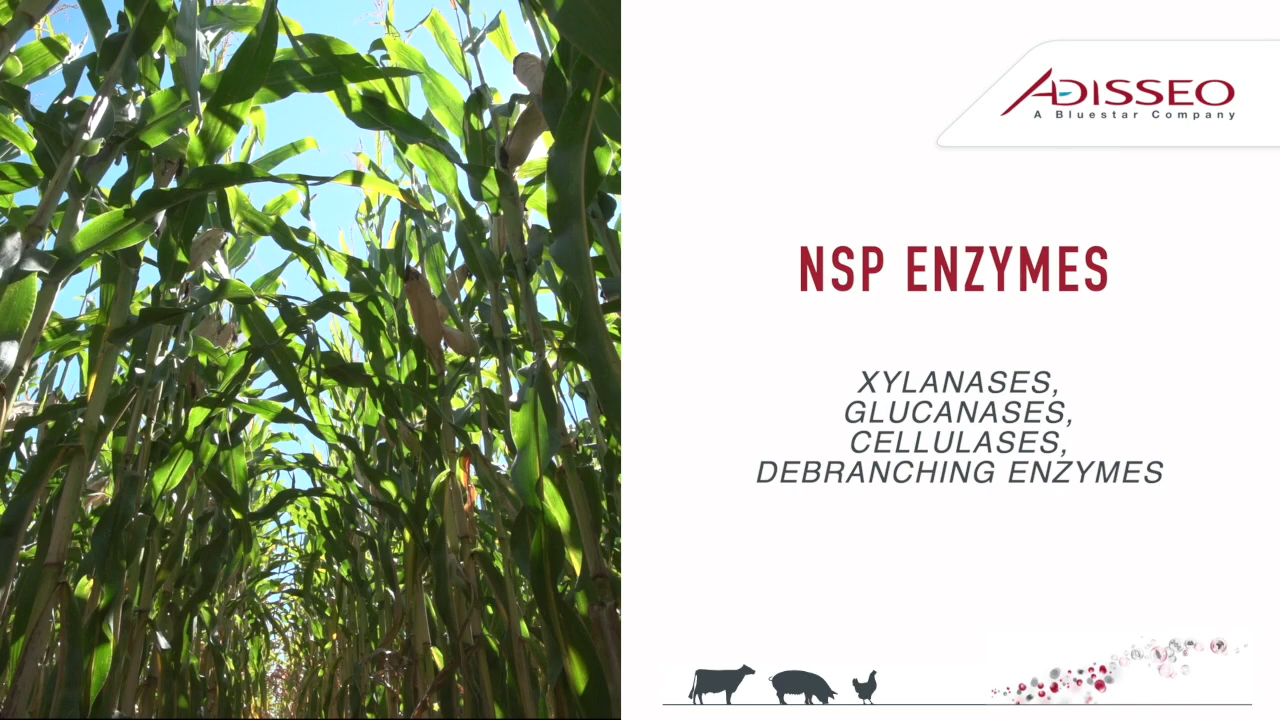 ADISSEO
A Bluestar Company
NSP ENZYMES
XYLANASES,
GLUCANASES,
CELLULASES,
DEBRANCHING ENZYMES